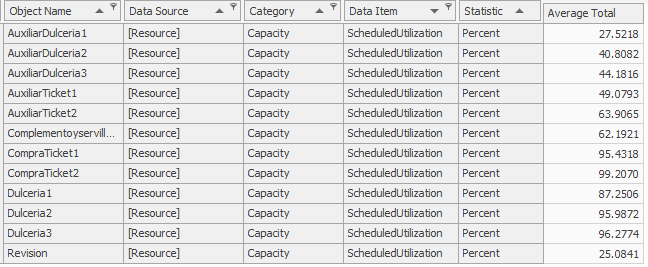 Object Name Data Source Category Data Item Statistic Average Total
AuxiliarDulceria1 [Resource] Capacity ScheduledUtilization Percent 27.5218
AuxiliarDulceria2 [Resource] Capacity ScheduledUtilization Percent 40.8082
AuxiliarDulceria3 [Resource] Capacity ScheduledUtilization Percent 44.1816
AuxiliarTicket1 [Resource] Capacity ScheduledUtilization Percent 49.0793
AuxiliarTicket2 [Resource] Capacity ScheduledUtilization Percent 63.9065
Complementoyservill... [Resource] Capacity ScheduledUtilization Percent 62.1921
CompraTicket1 [Resource] Capacity ScheduledUtilization Percent 95.4318
CompraTicket2 [Resource] Capacity ScheduledUtilization Percent 99.2070
Dulceria1 [Resource] Capacity ScheduledUtilization Percent 87.2506
Dulceria2 [Resource] Capacity ScheduledUtilization Percent 95.9872
Dulceria3 [Resource] Capacity ScheduledUtilization Percent 96.2774
Revision [Resource] Capacity ScheduledUtilization Percent 25.0841